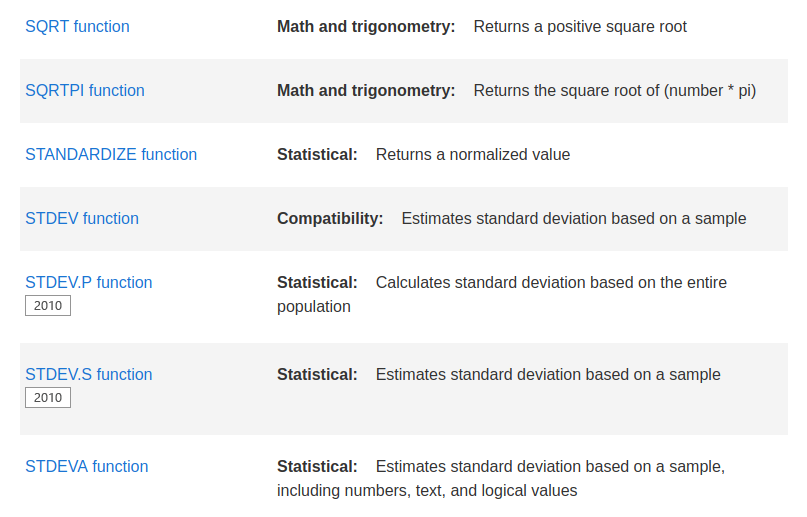 SQRT function Math and trigonometry: Returns a positive square root
SQRTPI function Math and trigonometry: Returns the square root of (number * pi)
STANDARDIZE function Statistical: Returns a normalized value
STDEV function Compatibility: Estimates standard deviation based on a sample
STDEV.P function Statistical: Calculates standard deviation based on the entire
2010 population
STDEV.S function Statistical: Estimates standard deviation based on a sample
2010
STDEVA function Statistical: Estimates standard deviation based on a sample,
including numbers, text, and logical values